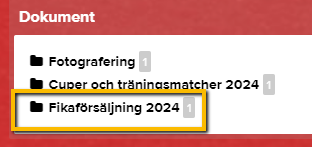 Dokument
Fotografering 1
Cuper och träningsmatcher 2024 1
Fikaförsäljning 2024 1